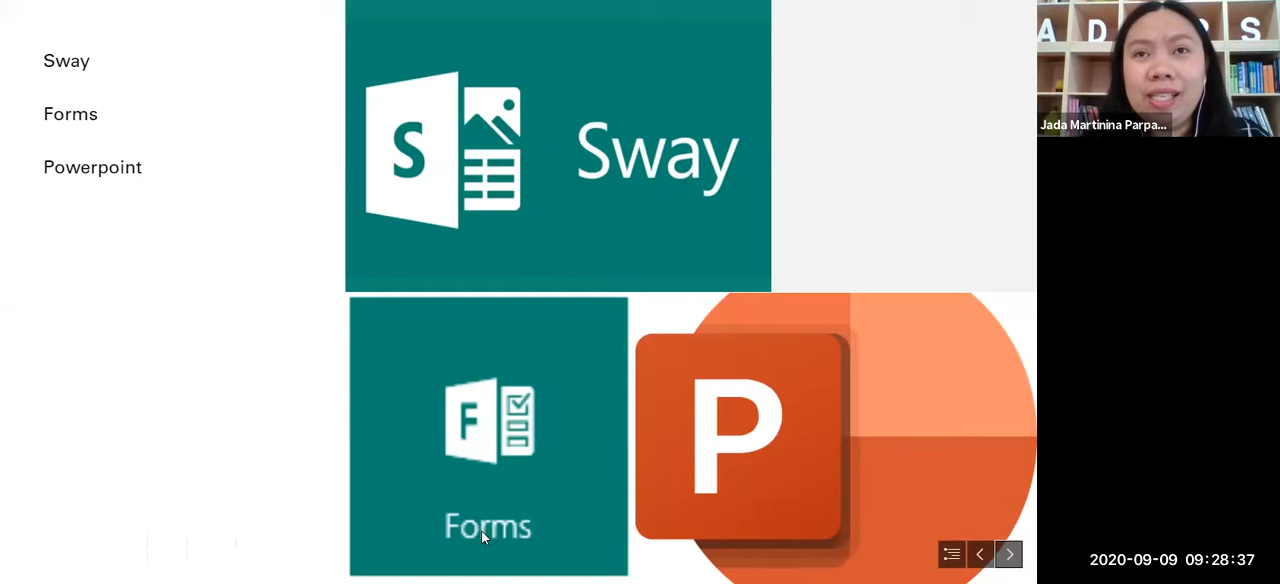 Sway
Forms
Powerpoint
S
Sway
F
Forms
P
A D R S
Jada Martinina Parpa...
2020-09-09 09:28:37